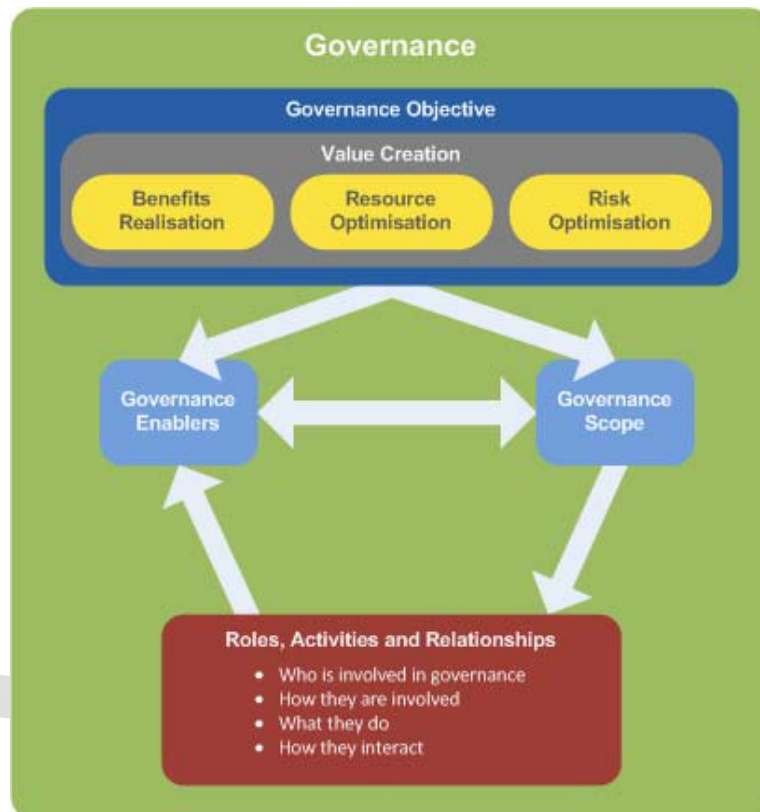 Governance
Governance Objective
Value Creation
Benefits
Realisation
Resource
Optimisation
Risk
Optimisation
Governance
Enablers
Governance
Scope
Roles, Activities and Relationships
• Who is involved in governance
• How they are involved
• What they do
• How they interact